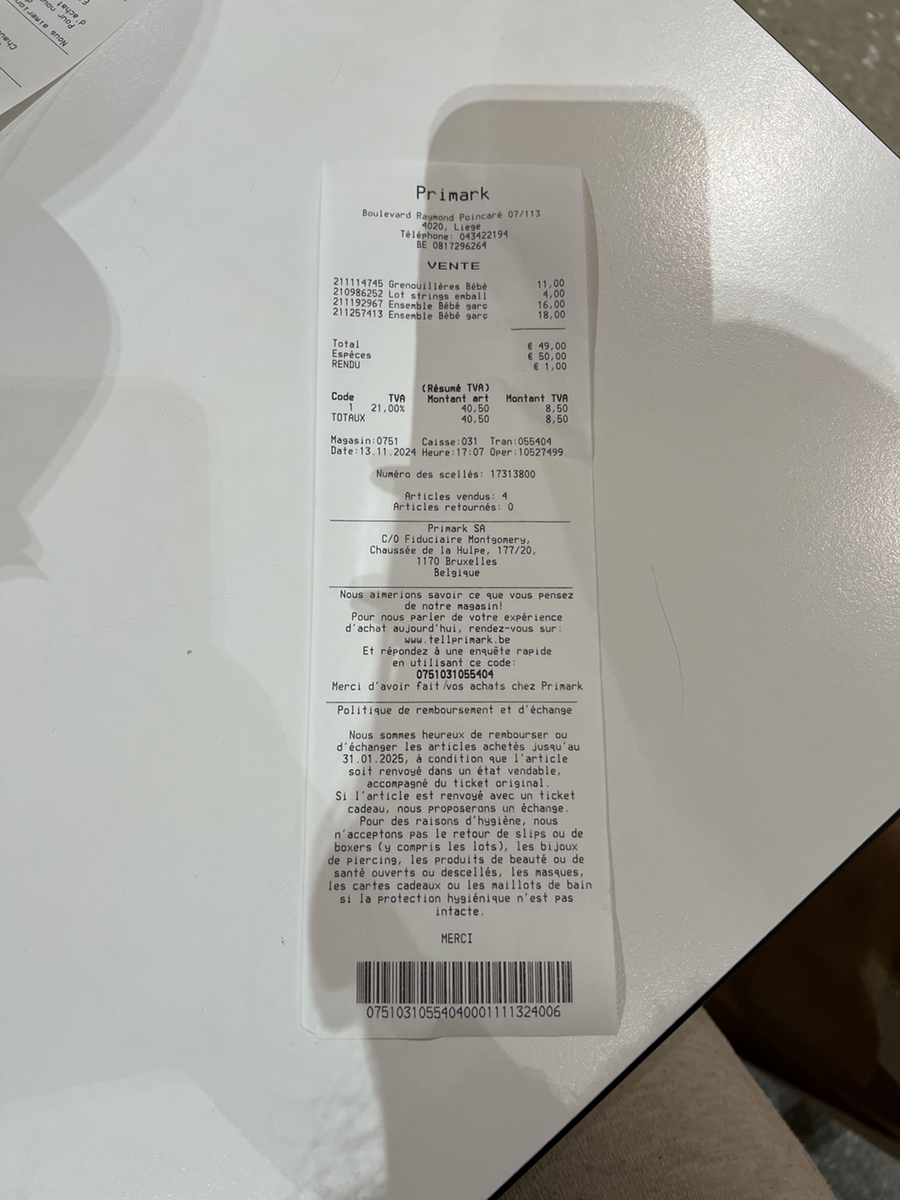 Nous aimerions
Pour nou
d'achat
Primark
Boulevard Raymond Poincaré 07/113
4020, Liege
Téléphone: 043422194
BE 0817296264
VENTE
211114745 Grenouillères Bébé 11,00
210986252 Lot strings emball 4,00
211192967 Ensemble Bébé garç 16,00
211257413 Ensemble Bébé garç 18,00
Total € 49,00
Espèces € 50,00
RENDU € 1,00
(Résumé TVA)
Code TVA Montant art Montant TVA
1 21,00% 40,50 8,50
TOTAUX 40,50 8,50
Magasin:0751 Caisse:031 Tran:055404
Date:13.11.2024 Heure:17:07 Oper:10527499
Numéro des scellés: 17313800
Articles vendus: 4
Articles retournés: 0
Primark SA
C/O Fiduciaire Montgomery,
Chaussée de la Hulpe, 177/20,
1170 Bruxelles
Belgique
Nous aimerions savoir ce que vous pensez
de notre magasin!
Pour nous parler de votre expérience
d'achat aujourd'hui, rendez-vous sur:
www.tellprimark.be
Et répondez à une enquête rapide
en utilisant ce code:
0751031055404
Merci d'avoir fait vos achats chez Primark
Politique de remboursement et d'échange
Nous sommes heureux de rembourser ou
d'échanger les articles achetés jusqu'au
31.01.2025, à condition que l'article
soit renvoyé dans un état vendable,
accompagné du ticket original.
Si l'article est renvoyé avec un ticket
cadeau, nous proposerons un échange.
Pour des raisons d'hygiène, nous
n'acceptons pas le retour de slips ou de
boxers (y compris les lots), les bijoux
de piercing, les produits de beauté ou de
santé ouverts ou descellés, les masques,
les cartes cadeaux ou les maillots de bain
si la protection hygiénique n'est pas
intacte.
MERCI
07510310554040001111324006